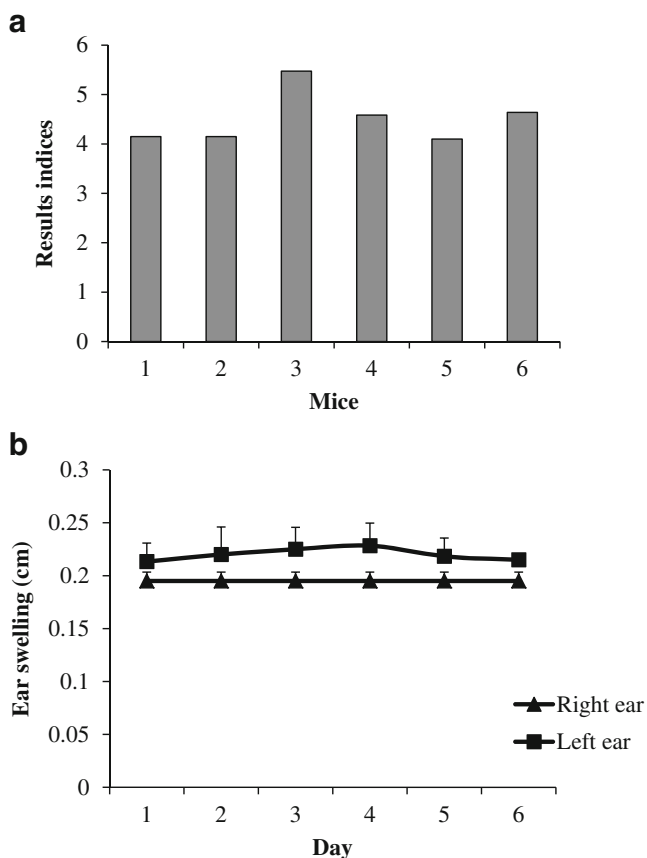 a
6
5
4
3
2
1
0
Results indices
1 2 3 4 5 6
Mice
b
0.3
0.25
0.2
0.15
0.1
0.05
0
Ear swelling (cm)
Right ear
Left ear
1 2 3 4 5 6
Day